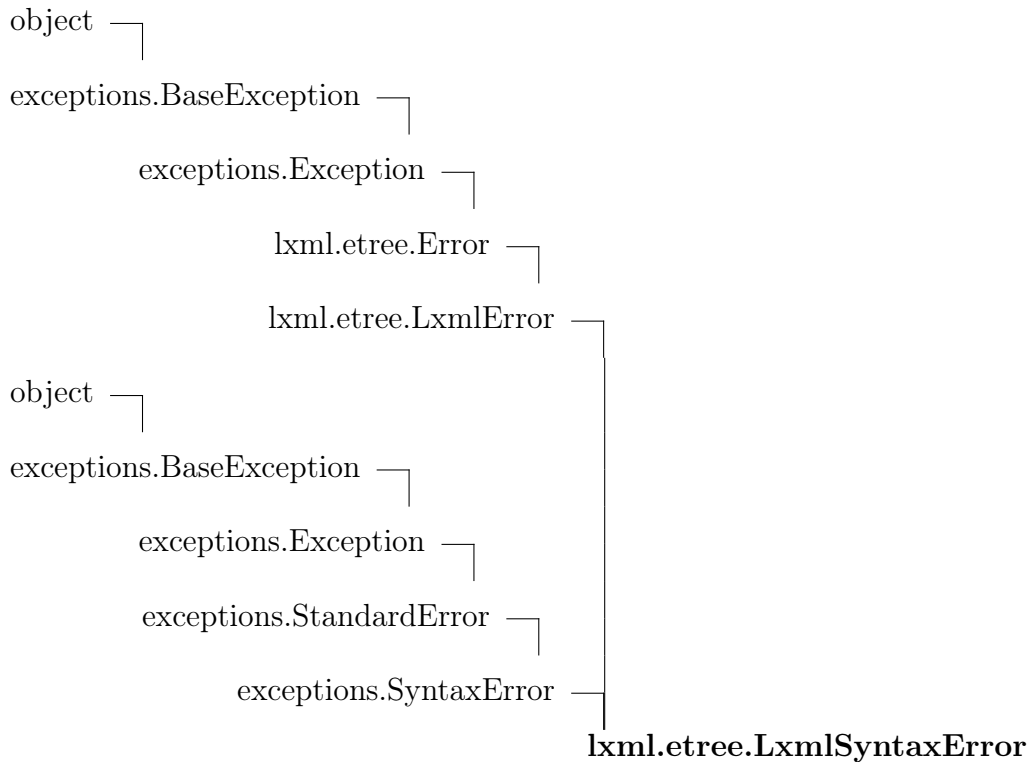 object
exceptions.BaseException
exceptions.Exception
lxml.etree.Error
lxml.etree.LxmlError
object
exceptions.BaseException
exceptions.Exception
exceptions.StandardError
exceptions.SyntaxError
lxml.etree.LxmlSyntaxError